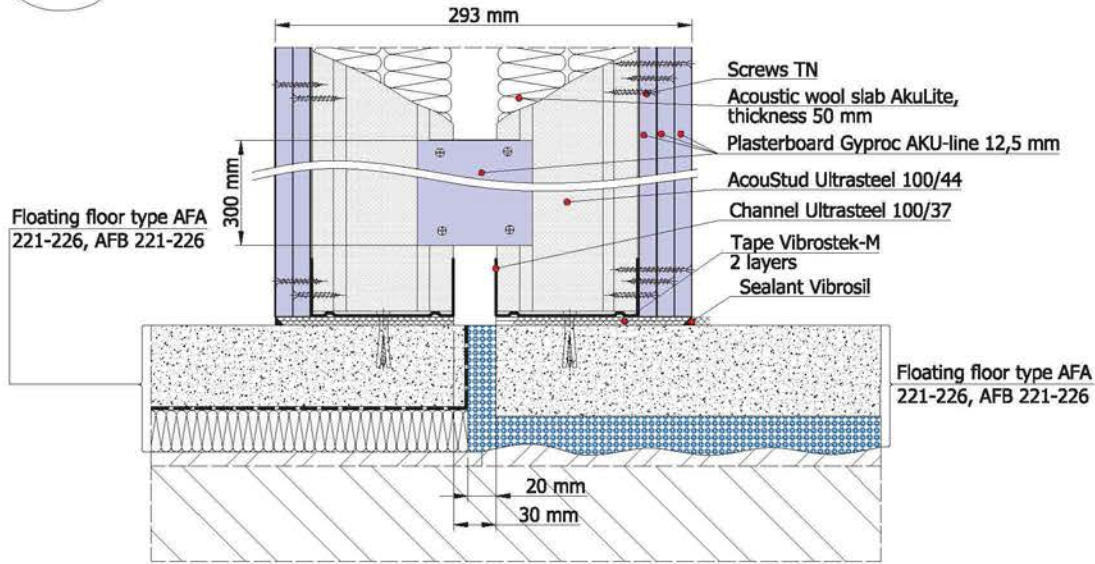 293 mm
Screws TN
Acoustic wool slab AkuLite,
thickness 50 mm
Plasterboard Gyproc AKU-line 12,5 mm
300 mm
AcouStud Ultrasteel 100/44
Channel Ultrasteel 100/37
Floating floor type AFA
221-226, AFB 221-226
Tape Vibrostek-M
2 layers
Sealant Vibrosil
Floating floor type AFA
221-226, AFB 221-226
20 mm
30 mm